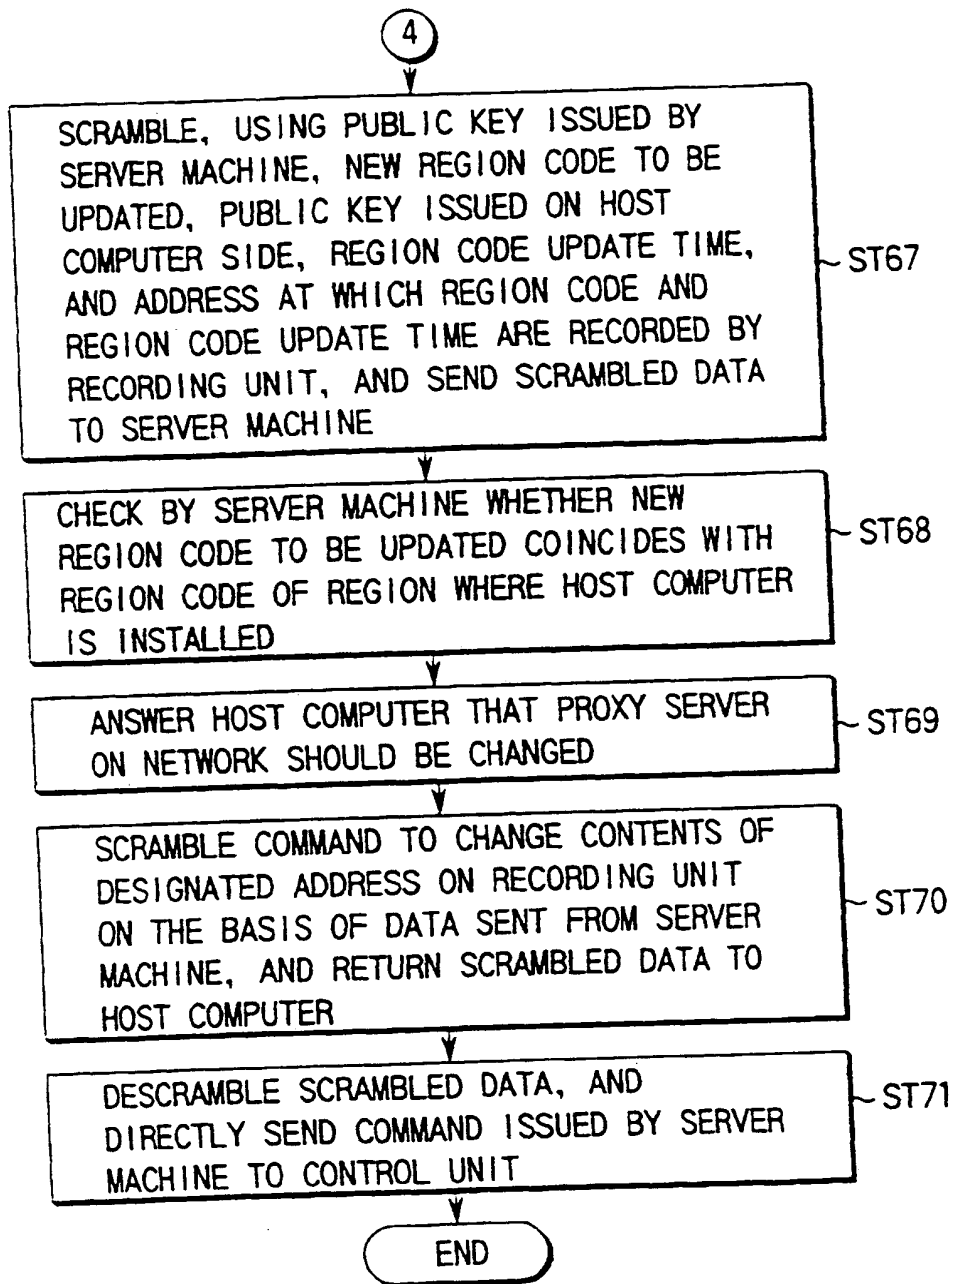 4
SCRAMBLE, USING PUBLIC KEY ISSUED BY
SERVER MACHINE, NEW REGION CODE TO BE
UPDATED, PUBLIC KEY ISSUED ON HOST
COMPUTER SIDE, REGION CODE UPDATE TIME,
AND ADDRESS AT WHICH REGION CODE AND
REGION CODE UPDATE TIME ARE RECORDED BY
RECORDING UNIT, AND SEND SCRAMBLED DATA
TO SERVER MACHINE
ST67
CHECK BY SERVER MACHINE WHETHER NEW
REGION CODE TO BE UPDATED COINCIDES WITH
REGION CODE OF REGION WHERE HOST COMPUTER
IS INSTALLED
ST68
ANSWER HOST COMPUTER THAT PROXY SERVER
ON NETWORK SHOULD BE CHANGED
ST69
SCRAMBLE COMMAND TO CHANGE CONTENTS OF
DESIGNATED ADDRESS ON RECORDING UNIT
ON THE BASIS OF DATA SENT FROM SERVER
MACHINE, AND RETURN SCRAMBLED DATA TO
HOST COMPUTER
ST70
DESCRAMBLE SCRAMBLED DATA, AND
DIRECTLY SEND COMMAND ISSUED BY SERVER
MACHINE TO CONTROL UNIT
ST71
END